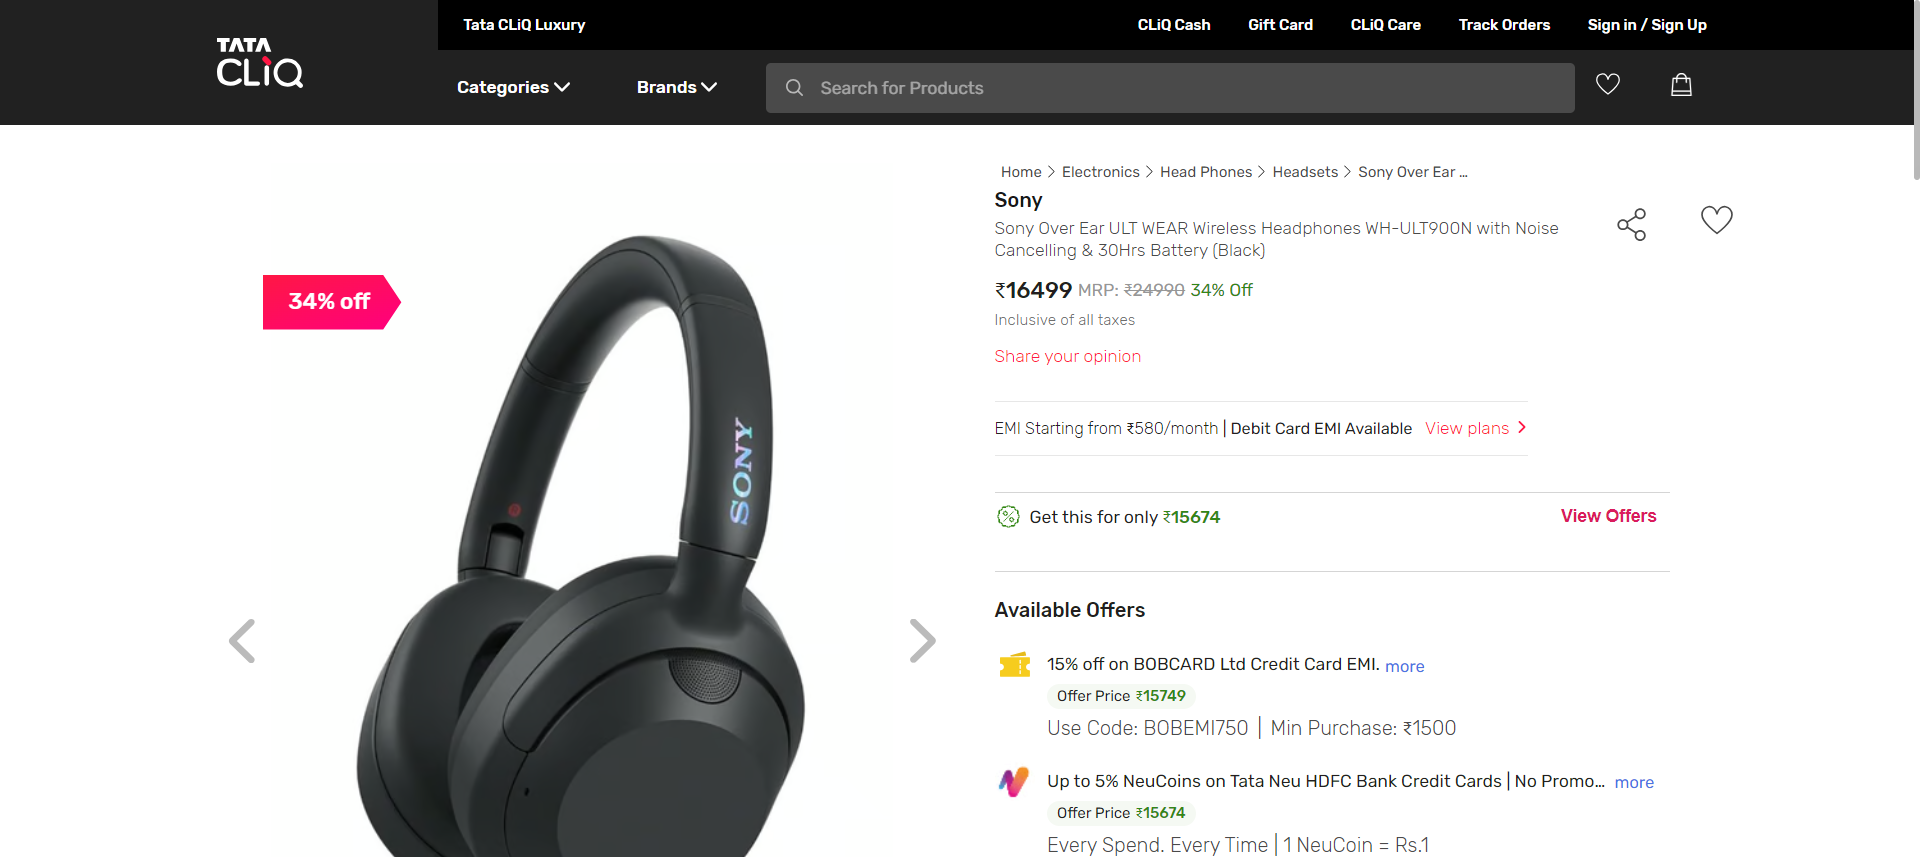 Tata CLiQ Luxury
CLiQ Cash
Gift Card
CLiQ Care
Track Orders
Sign in / Sign Up
TATA
CLiQ
Categories
Brands
Search for Products
Home > Electronics > Head Phones > Headsets > Sony Over Ear ...
Sony
Sony Over Ear ULT WEAR Wireless Headphones WH-ULT900N with Noise
Cancelling & 30Hrs Battery (Black)
34% off
₹16499 MRP: ₹24990 34% Off
Inclusive of all taxes
Share your opinion
EMI Starting from ₹580/month | Debit Card EMI Available View plans >
SONY
Get this for only ₹15674
View Offers
Available Offers
15% off on BOBCARD Ltd Credit Card EMI. more
Offer Price ₹15749
Use Code: BOBEMI750 | Min Purchase: ₹1500
Up to 5% NeuCoins on Tata Neu HDFC Bank Credit Cards | No Promo... more
Offer Price ₹15674
Every Spend. Every Time | 1 NeuCoin = Rs.1